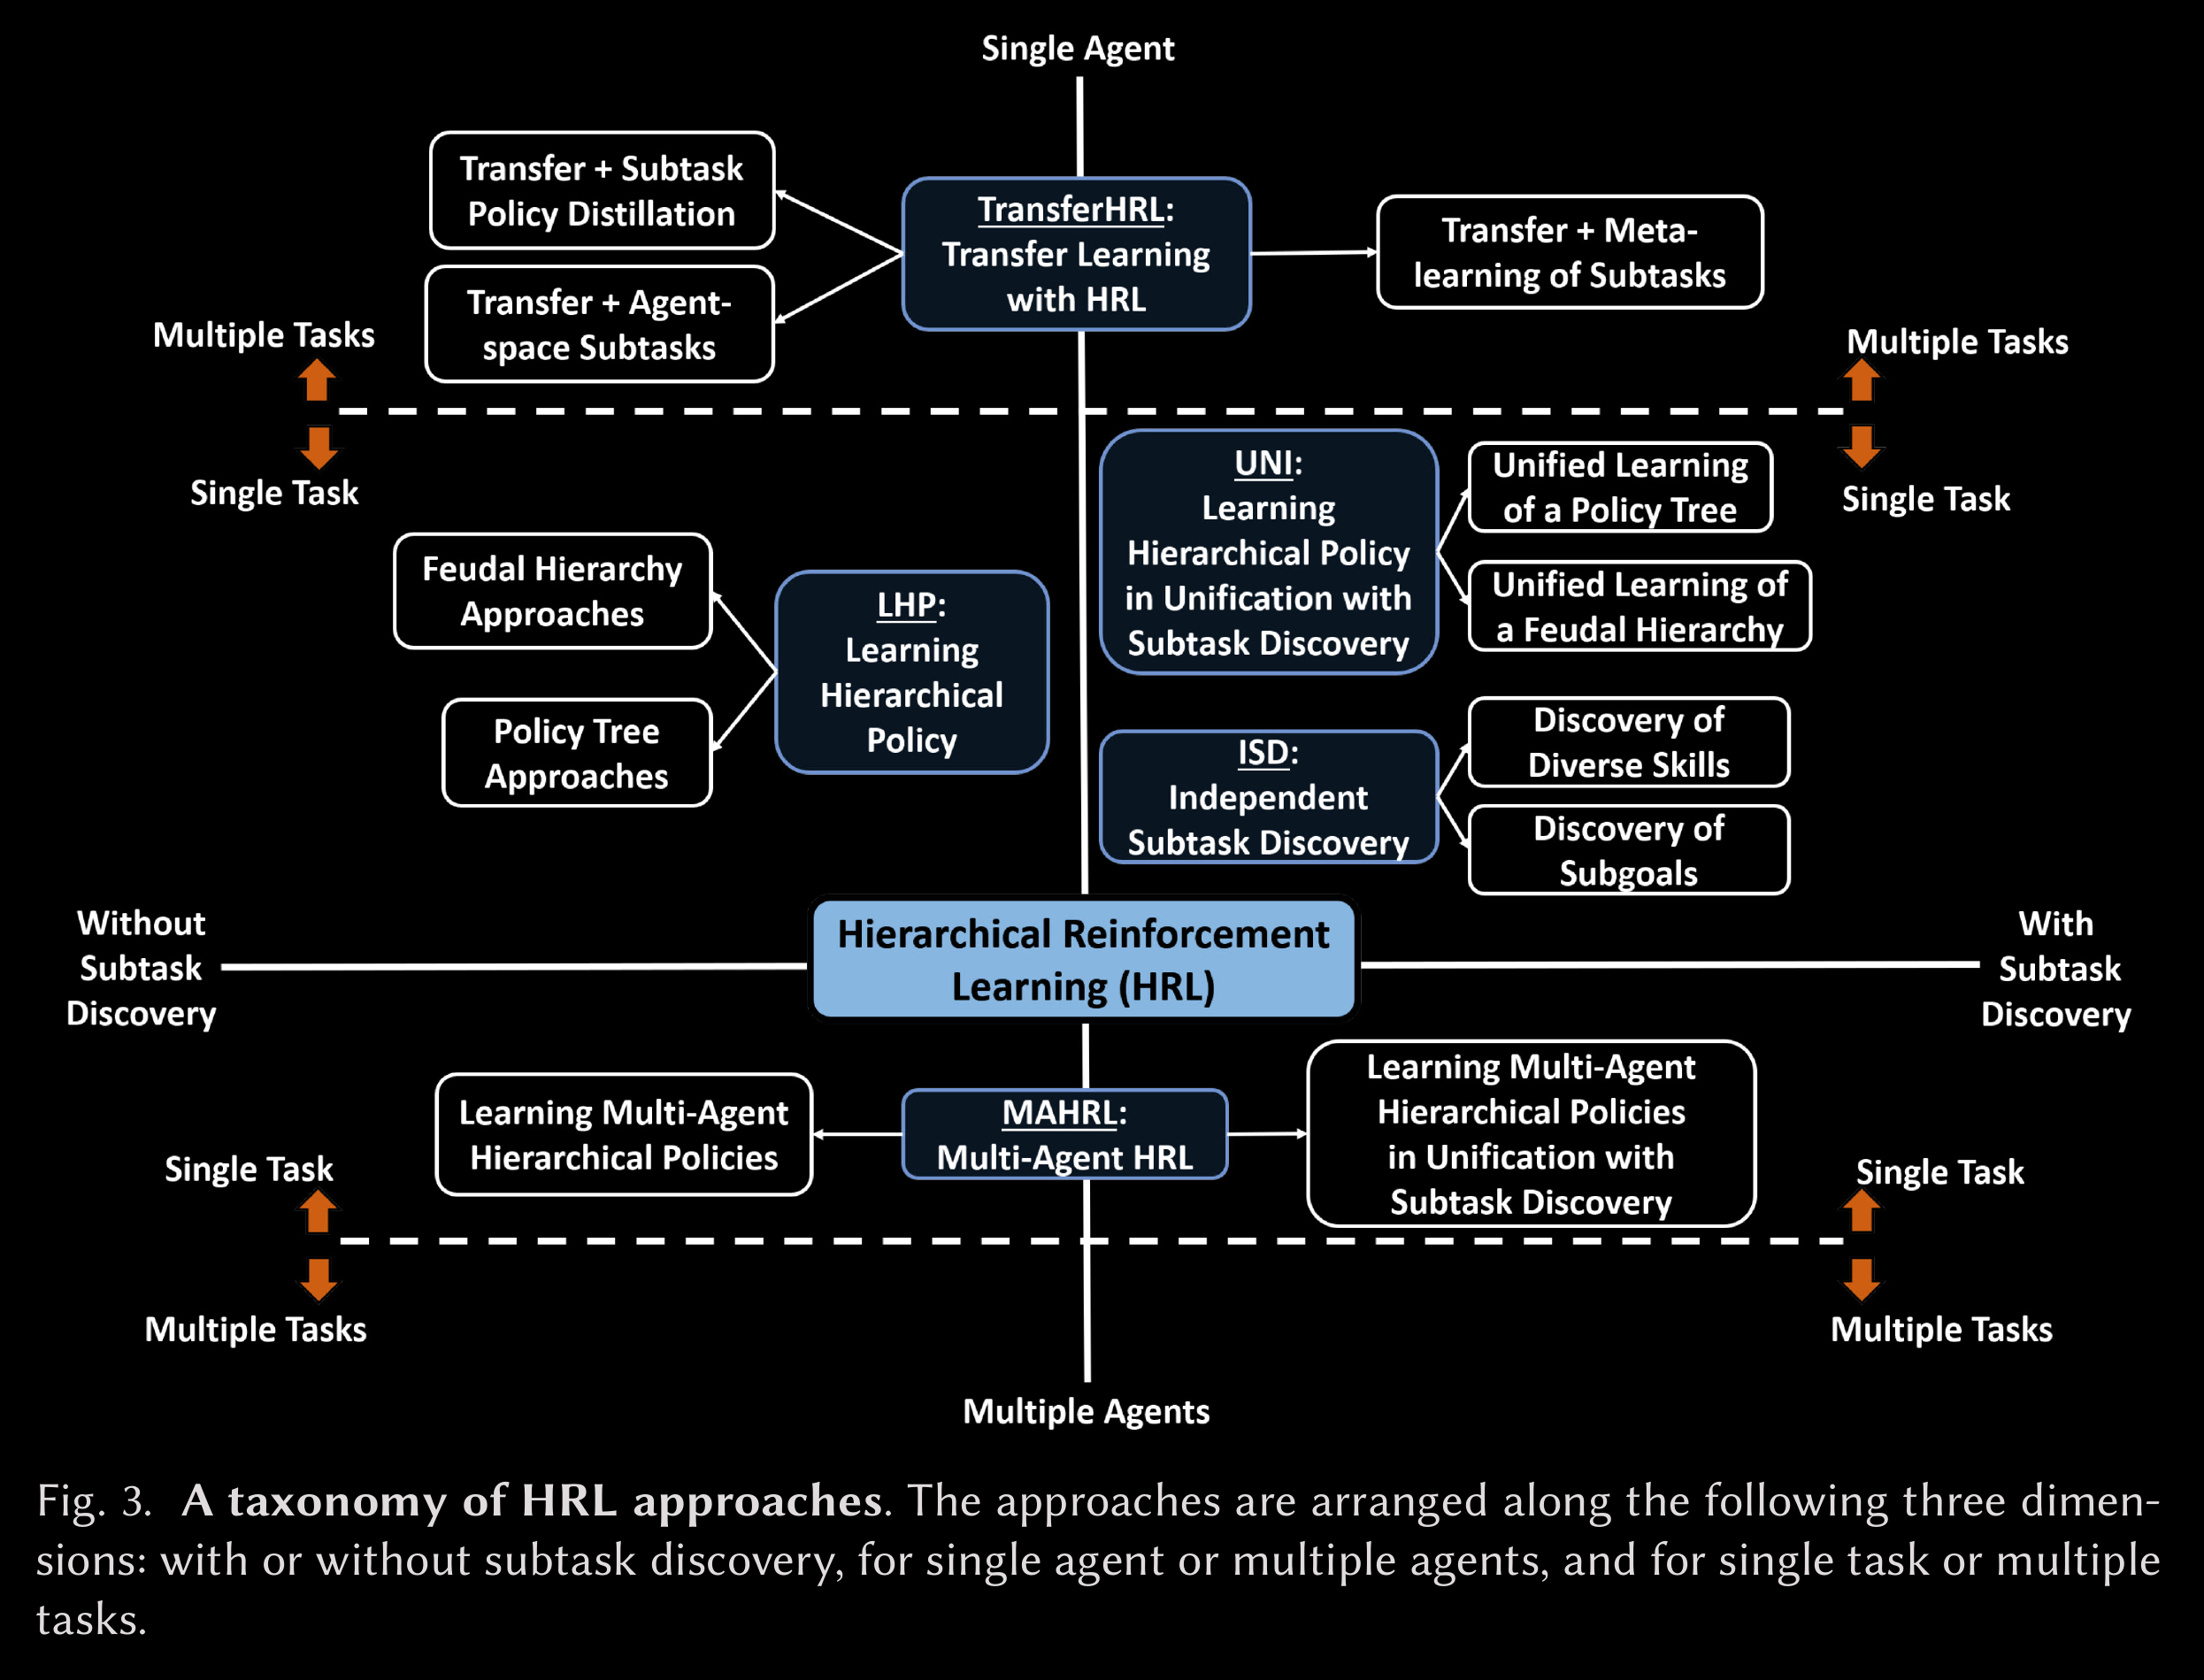 Single Agent
Transfer + Subtask
Policy Distillation
TransferHRL:
Transfer Learning
with HRL
Transfer + Meta-
learning of Subtasks
Transfer + Agent-
space Subtasks
Multiple Tasks
Multiple Tasks
Single Task
Single Task
UNI:
Learning
Hierarchical Policy
in Unification with
Subtask Discovery
Unified Learning
of a Policy Tree
Unified Learning of
a Feudal Hierarchy
Feudal Hierarchy
Approaches
LHP:
Learning
Hierarchical
Policy
Policy Tree
Approaches
ISD:
Independent
Subtask Discovery
Discovery of
Diverse Skills
Discovery of
Subgoals
Without
Subtask
Discovery
Hierarchical Reinforcement
Learning (HRL)
With
Subtask
Discovery
Learning Multi-Agent
Hierarchical Policies
MAHRL:
Multi-Agent HRL
Learning Multi-Agent
Hierarchical Policies
in Unification with
Subtask Discovery
Single Task
Single Task
Multiple Tasks
Multiple Tasks
Multiple Agents
Fig. 3. A taxonomy of HRL approaches. The approaches are arranged along the following three dimen-
sions: with or without subtask discovery, for single agent or multiple agents, and for single task or multiple
tasks.